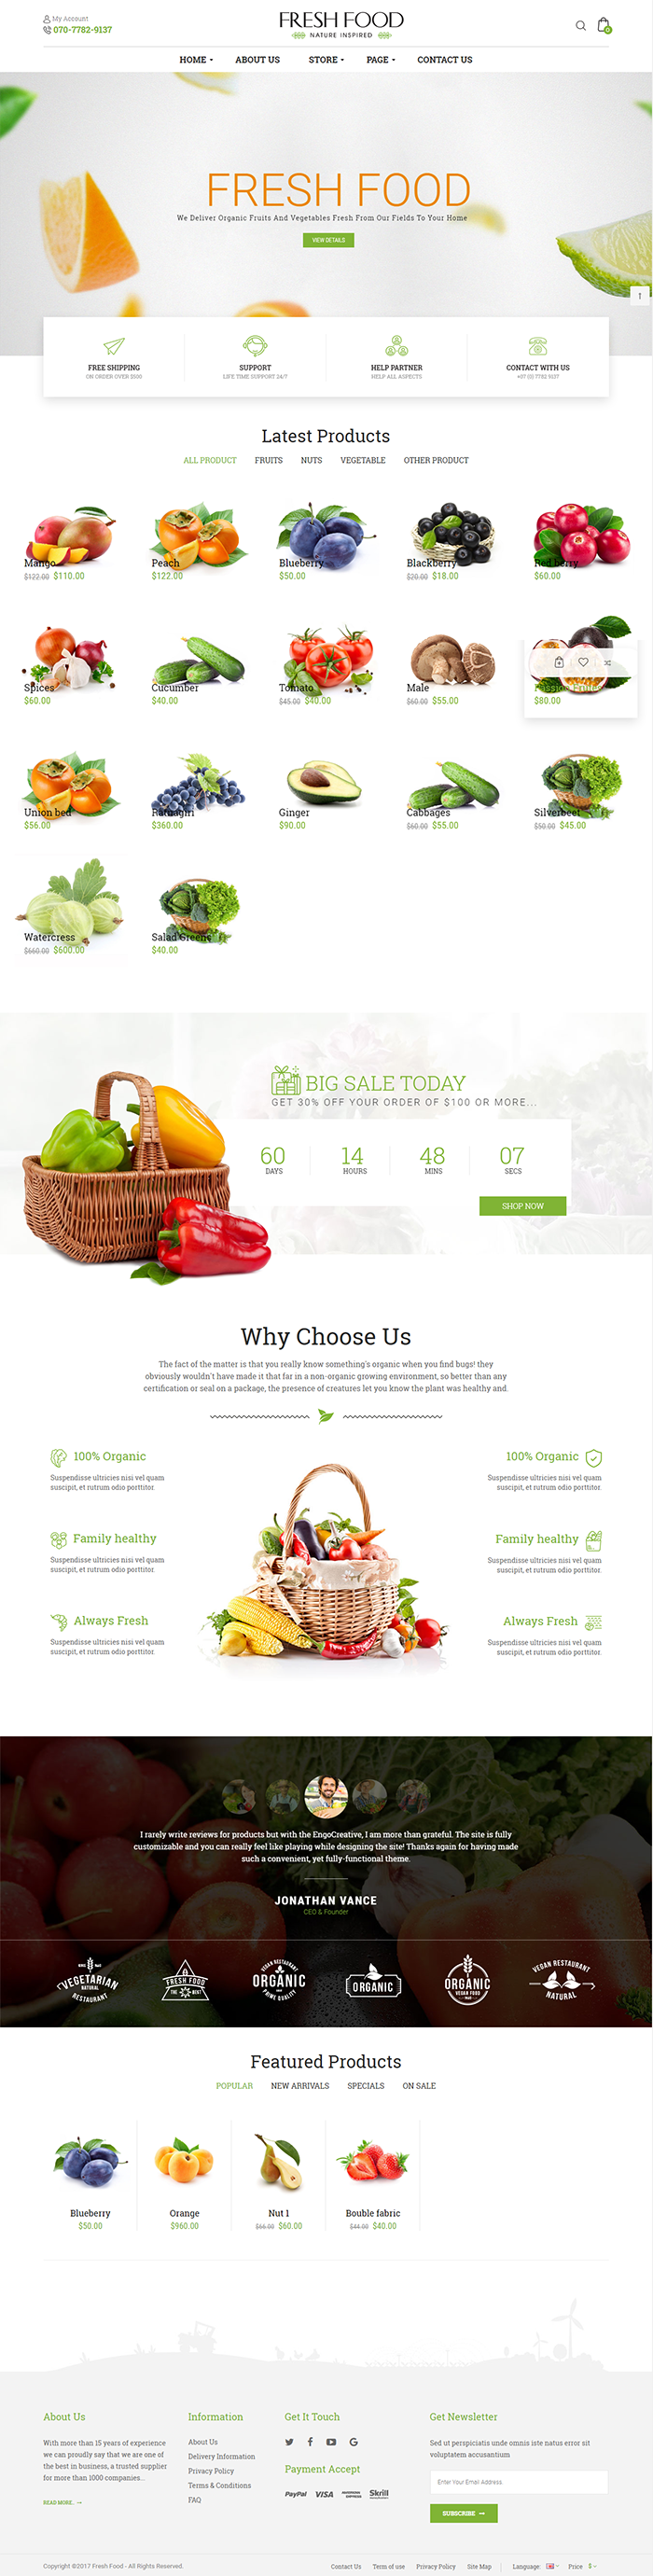 My Account
070-7782-9137
FRESH FOOD
NATURE INSPIRED
0
HOME
ABOUT US
STORE
PAGE
CONTACT US
FRESH FOOD
We Deliver Organic Fruits And Vegetables Fresh From Our Fields To Your Home
VIEW DETAILS
FREE SHIPPING
ON ORDER OVER $500
SUPPORT
LIFE TIME SUPPORT 24/7
HELP PARTNER
HELP ALL ASPECTS
CONTACT WITH US
+07 (0) 7782 9137
Latest Products
ALL PRODUCT
FRUITS
NUTS
VEGETABLE
OTHER PRODUCT
Mango
$122.00 $110.00
Peach
$122.00
Blueberry
$50.00
Blackberry
$20.00 $18.00
Red berry
$60.00
Spices
$60.00
Cucumber
$40.00
Tomato
$45.00 $40.00
Male
$60.00 $55.00
$80.00
Union bed
$56.00
$360.00
Ginger
$90.00
Cabbages
$60.00 $55.00
Silverbeet
$50.00 $45.00
Watercress
$660.00 $600.00
Salad Greens
$40.00
BIG SALE TODAY
GET 30% OFF YOUR ORDER OF $100 OR MORE...
60
DAYS
14
HOURS
48
MINS
07
SECS
SHOP NOW
Why Choose Us
The fact of the matter is that you really know something's organic when you find bugs! they
obviously wouldn't have made it that far in a non-organic growing environment, so better than any
certification or seal on a package, the presence of creatures let you know the plant was healthy and.
100% Organic
Suspendisse ultricies nisi vel quam
suscipit, et rutrum odio porttitor.
100% Organic
Suspendisse ultricies nisi vel quam
suscipit, et rutrum odio porttitor.
Family healthy
Suspendisse ultricies nisi vel quam
suscipit, et rutrum odio porttitor.
Family healthy
Suspendisse ultricies nisi vel quam
suscipit, et rutrum odio porttitor.
Always Fresh
Suspendisse ultricies nisi vel quam
suscipit, et rutrum odio porttitor.
Always Fresh
Suspendisse ultricies nisi vel quam
suscipit, et rutrum odio porttitor.
I rarely write reviews for products but with the EngoCreative, I am more than grateful. The site is fully
customizable and you can really feel like playing while designing the site! Thanks again for having made
such a convenient, yet fully-functional theme.
JONATHAN VANCE
CEO & Founder
VEGETARIAN
NATURAL
RESTAURANT
FRESH FOOD
THE BEST
VEGAN RESTAURANT
ORGANIC
PRIME QUALITY
ORGANIC
ORGANIC
VEGAN FOOD
VEGAN RESTAURANT
NATURAL
Featured Products
POPULAR
NEW ARRIVALS
SPECIALS
ON SALE
Blueberry
$50.00
Orange
$960.00
Nut 1
$66.00 $60.00
Bouble fabric
$44.00 $40.00
About Us
With more than 15 years of experience
we can proudly say that we are one of
the best in business, a trusted supplier
for more than 1000 companies...
READ MORE..
Information
About Us
Delivery Information
Privacy Policy
Terms & Conditions
FAQ
Get It Touch
Payment Accept
PayPal
VISA
AMERICAN EXPRESS
Skrill
Get Newsletter
Sed ut perspiciatis unde omnis iste natus error sit
voluptatem accusantium
Enter Your Email Address
SUBSCRIBE
Copyright ©2017 Fresh Food - All Rights Reserved.
Contact Us
Term of use
Privacy Policy
Site Map
Language:
Price
$